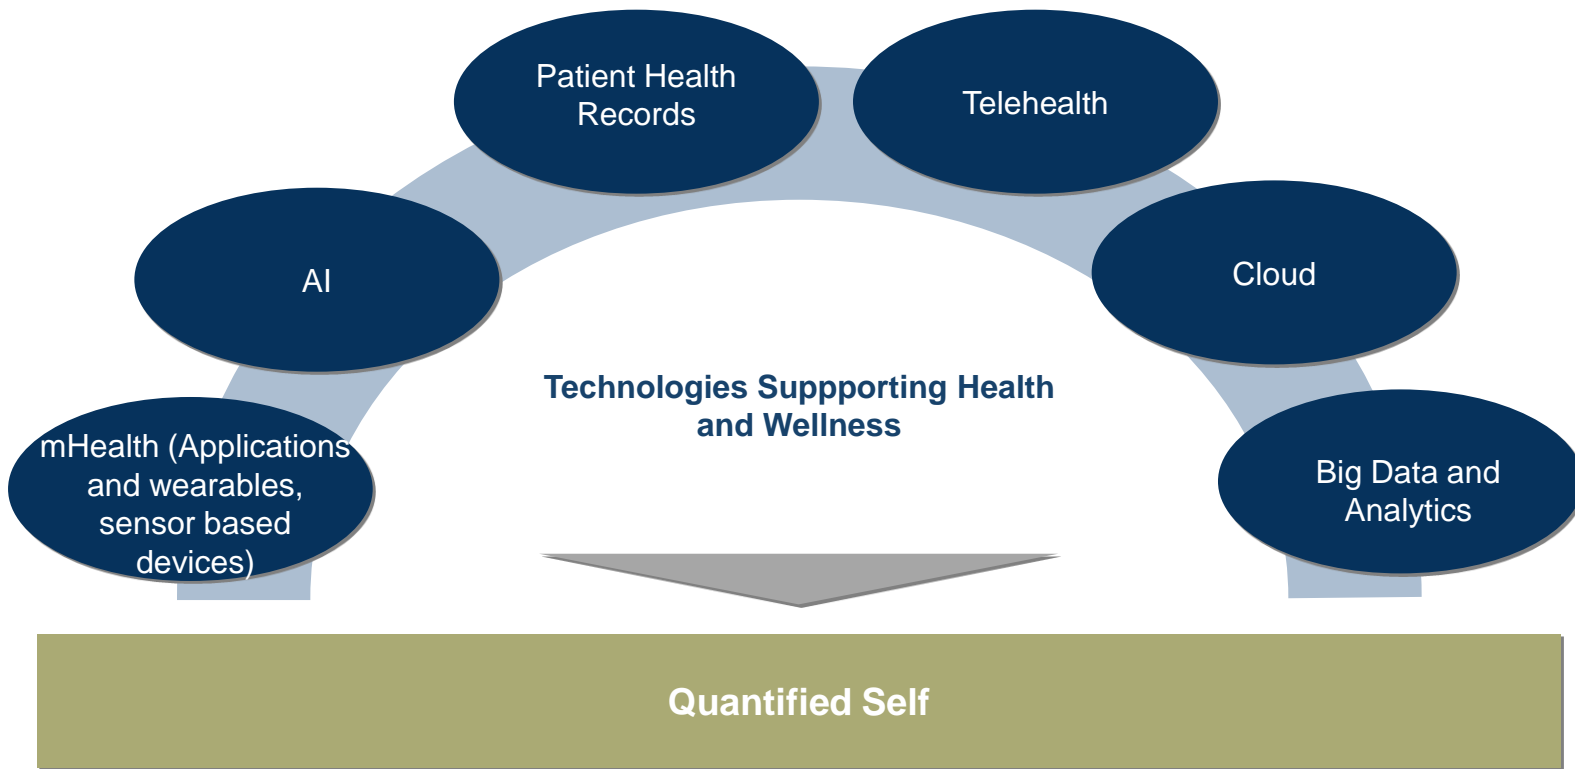 Patient Health
Records
Telehealth
AI
Cloud
Technologies Suppporting Health
and Wellness
mHealth (Applications
and wearables,
sensor based
devices)
Big Data and
Analytics
Quantified Self